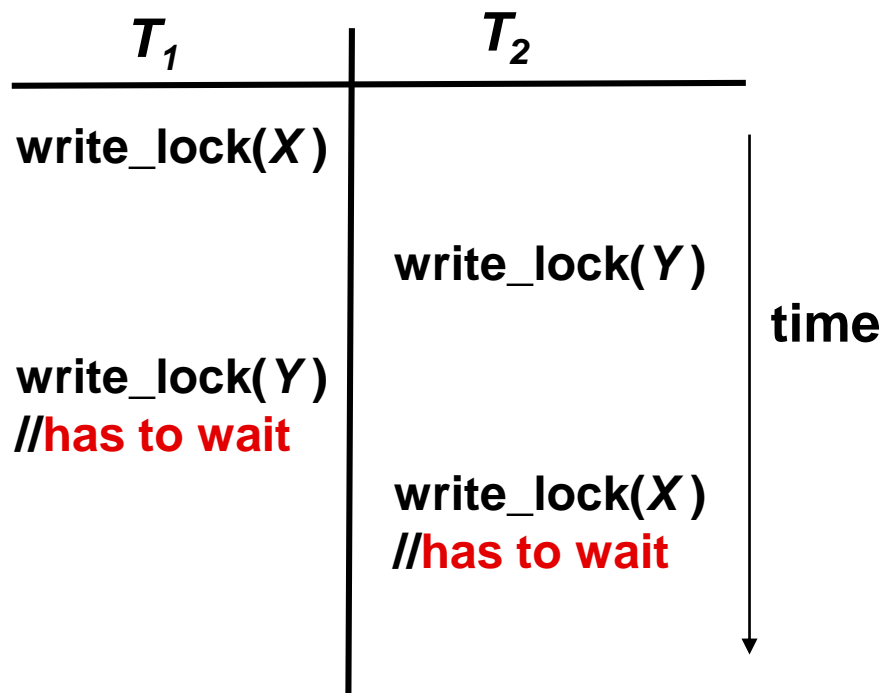 T1 T2
write_lock(X)
write_lock(Y)
time
write_lock(Y)
//has to wait
write_lock(X)
//has to wait